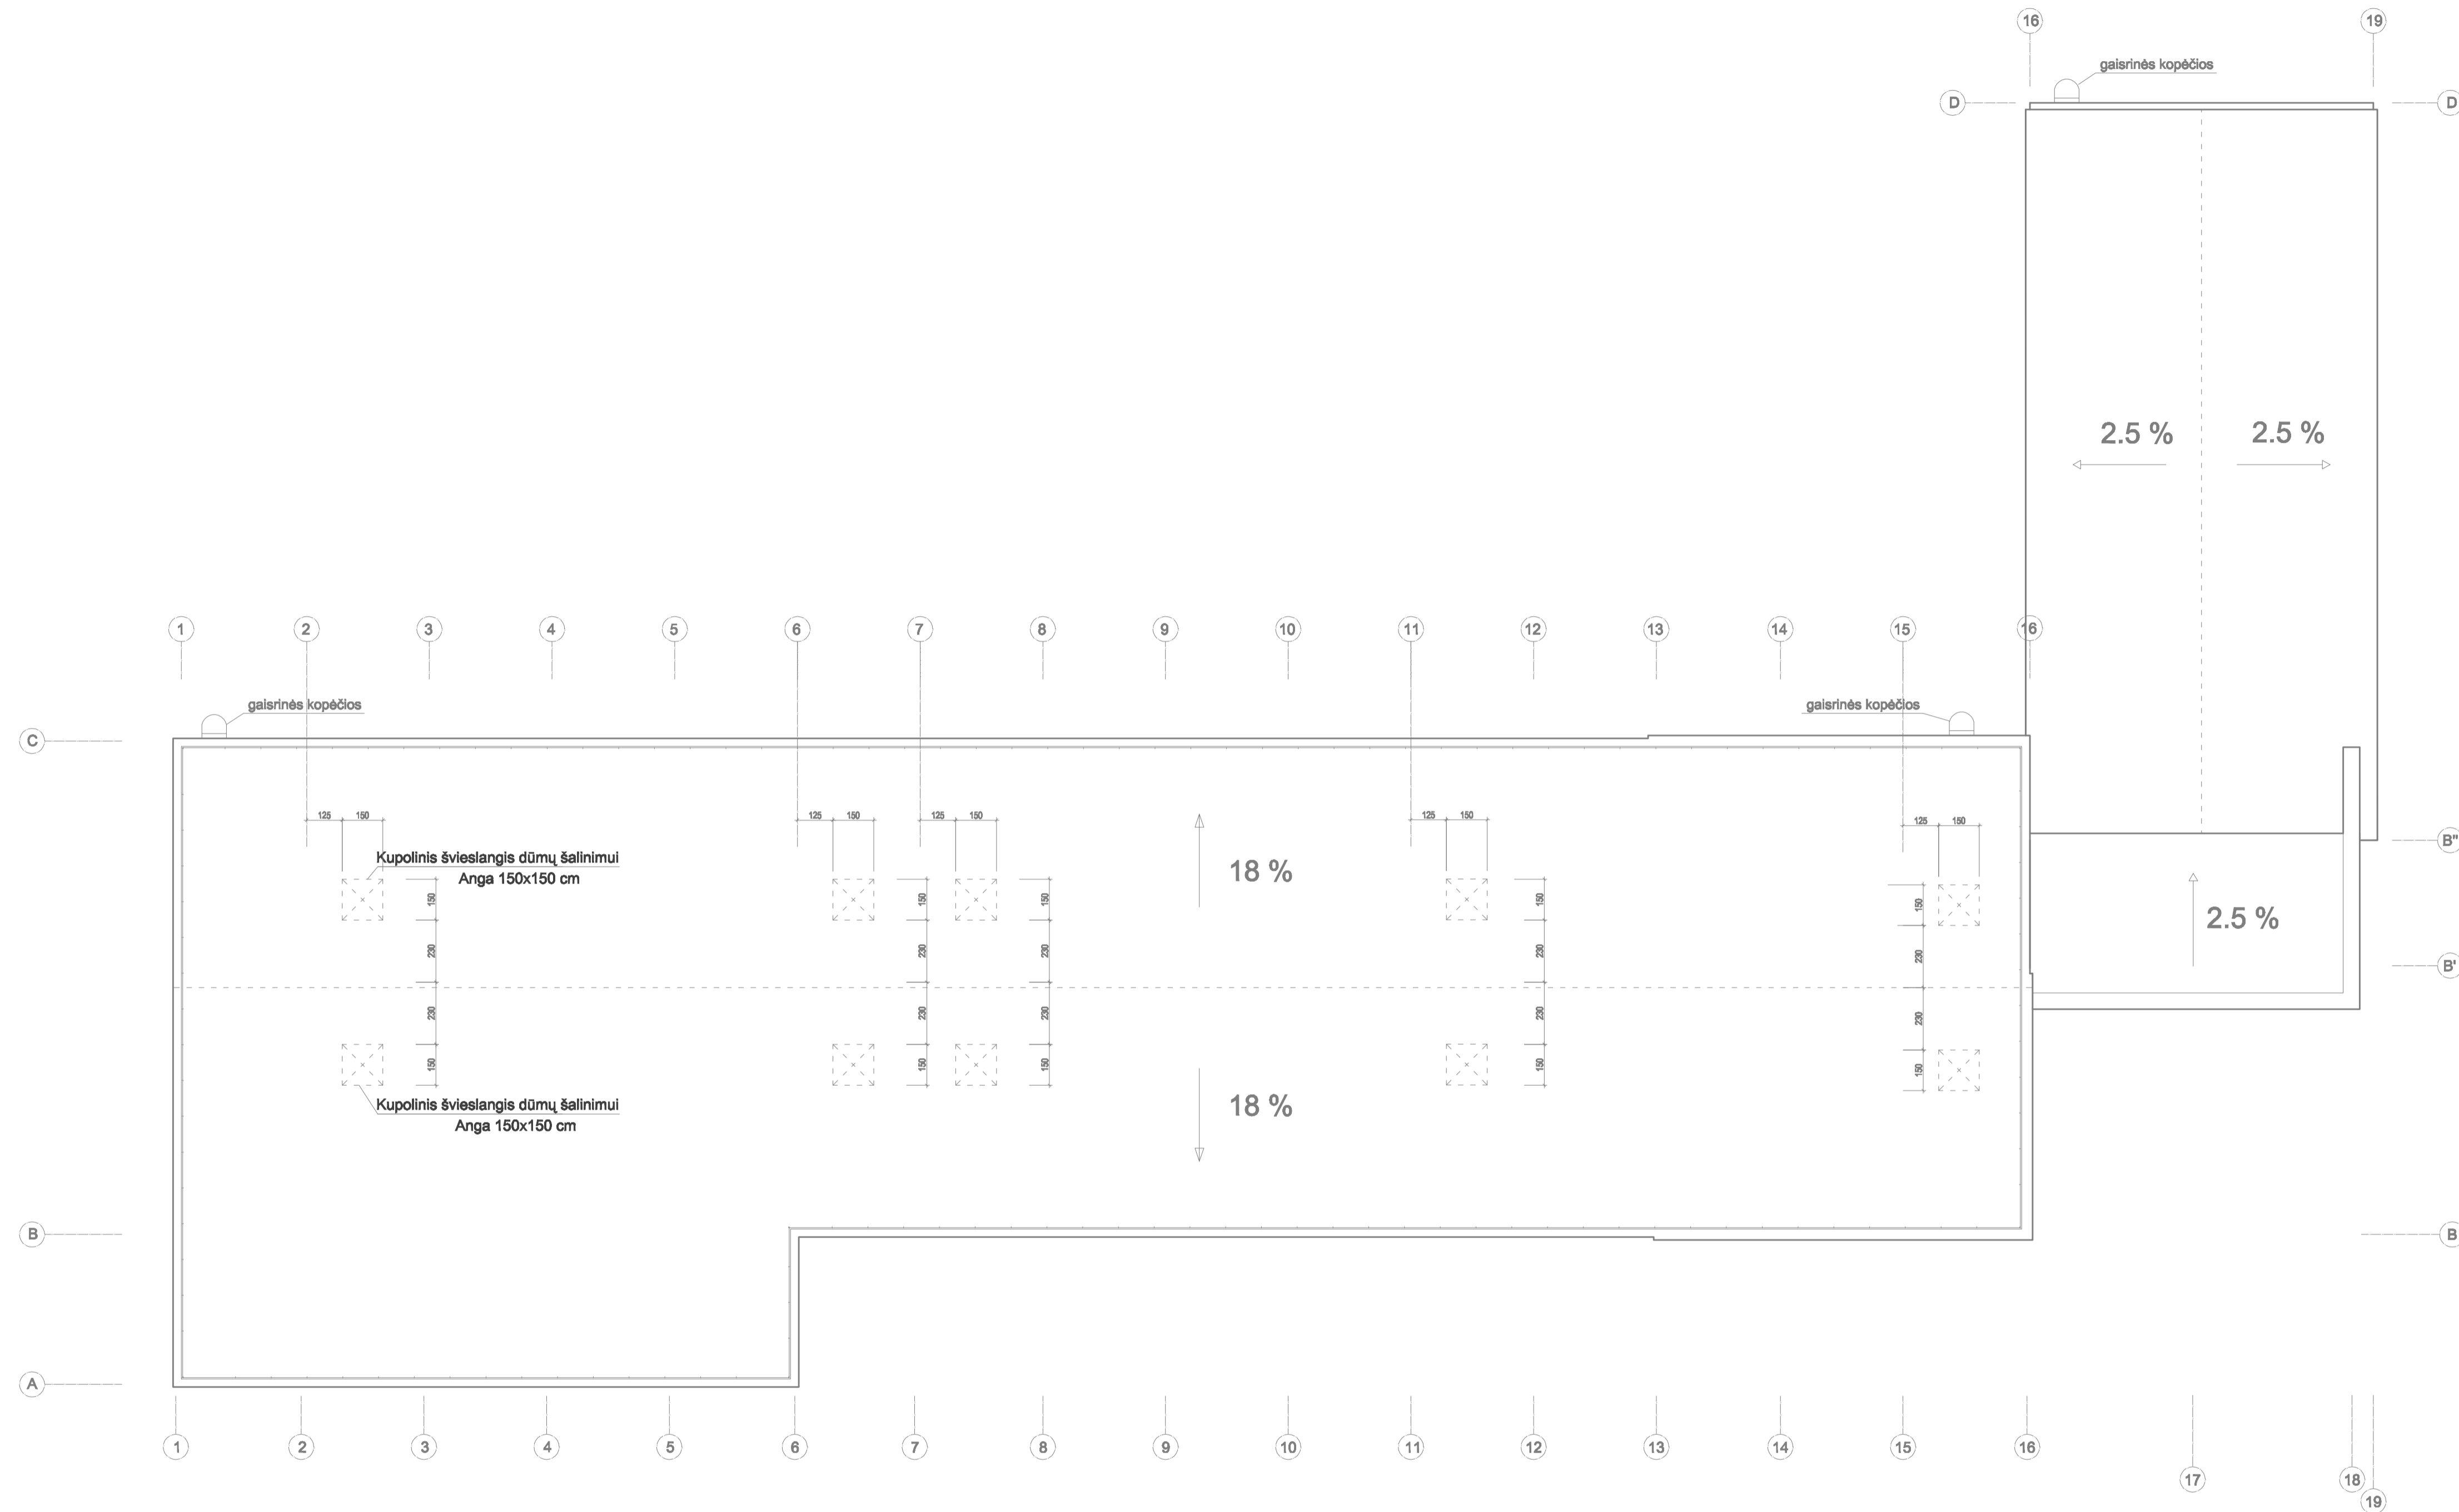 16 19
gaisrinės kopėčios
D D
2.5 % 2.5 %
1 2 3 4 5 6 7 8 9 10 11 12 13 14 15 16
gaisrinės kopėčios gaisrinės kopėčios
C
125 150 125 150 125 150 125 150 125 150
B"
Kupolinis švieslangis dūmų šalinimui
Anga 150x150 cm
18 %
150 150 150 150 150
2.5 %
230 230 230 230 230
B'
230 230 230 230 230
150 150 150 150 150
Kupolinis švieslangis dūmų šalinimui
Anga 150x150 cm
18 %
B B
A
1 2 3 4 5 6 7 8 9 10 11 12 13 14 15 16
17 18
19